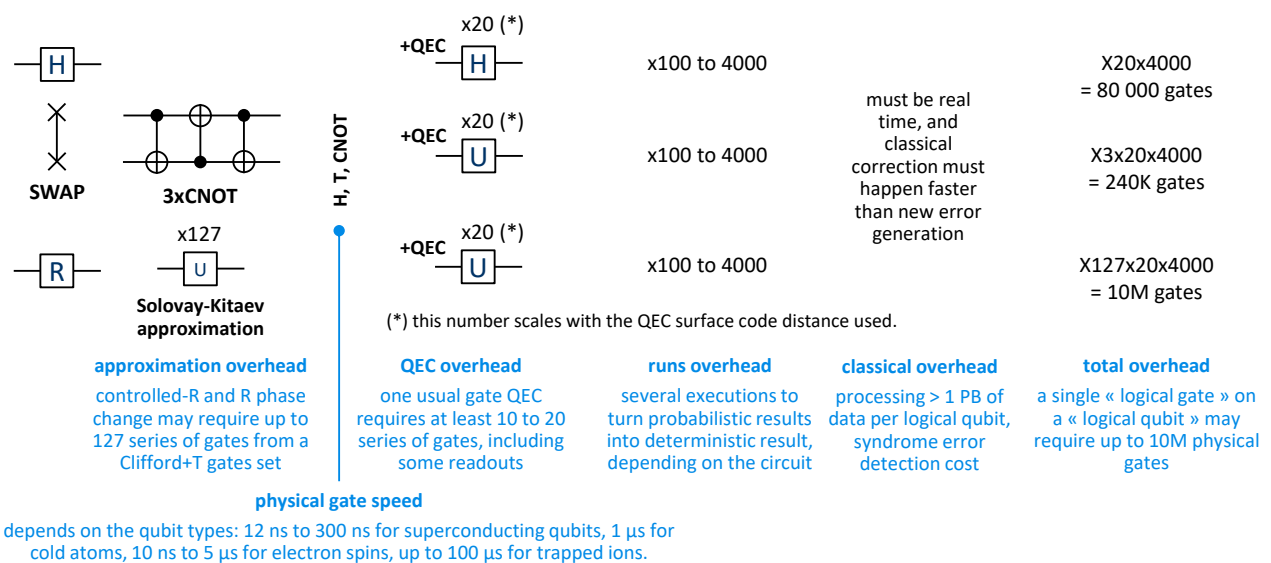 H
SWAP
3xCNOT
R
x127
U
Solovay-Kitaev
approximation
H, T, CNOT
x20 (*)
+QEC
H
x20 (*)
+QEC
U
x20 (*)
+QEC
U
x100 to 4000
x100 to 4000
x100 to 4000
must be real
time, and
classical
correction must
happen faster
than new error
generation
X20x4000
= 80 000 gates
X3x20x4000
= 240K gates
X127x20x4000
= 10M gates
(*) this number scales with the QEC surface code distance used.
approximation overhead
controlled-R and R phase
change may require up to
127 series of gates from a
Clifford+T gates set
QEC overhead
one usual gate QEC
requires at least 10 to 20
series of gates, including
some readouts
runs overhead
several executions to
turn probabilistic results
into deterministic result,
depending on the circuit
classical overhead
processing > 1 PB of
data per logical qubit,
syndrome error
detection cost
total overhead
a single « logical gate » on
a « logical qubit » may
require up to 10M physical
gates
physical gate speed
depends on the qubit types: 12 ns to 300 ns for superconducting qubits, 1 μs for
cold atoms, 10 ns to 5 μs for electron spins, up to 100 μs for trapped ions.